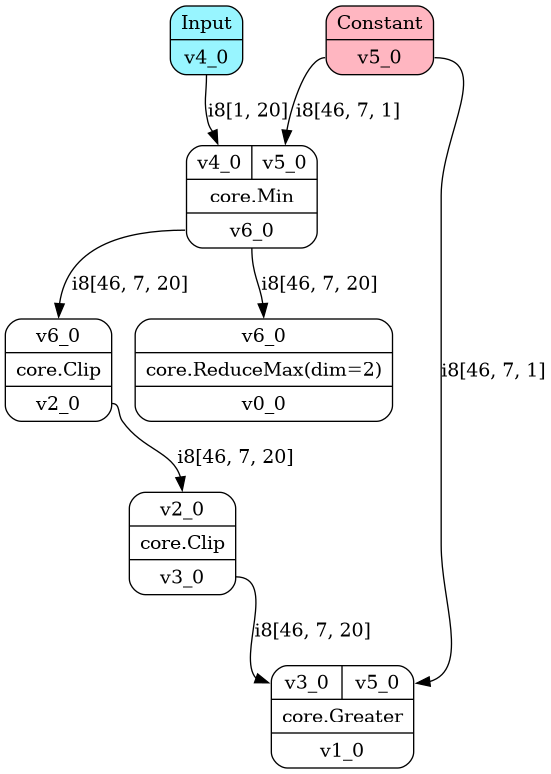 Input
v4_0
Constant
v5_0
i8[1, 20]
i8[46, 7, 1]
v4_0
v5_0
core.Min
v6_0
i8[46, 7, 20]
i8[46, 7, 20]
v6_0
core.Clip
v2_0
v6_0
core.ReduceMax(dim=2)
v0_0
i8[46, 7, 1]
i8[46, 7, 20]
v2_0
core.Clip
v3_0
i8[46, 7, 20]
v3_0
v5_0
core.Greater
v1_0